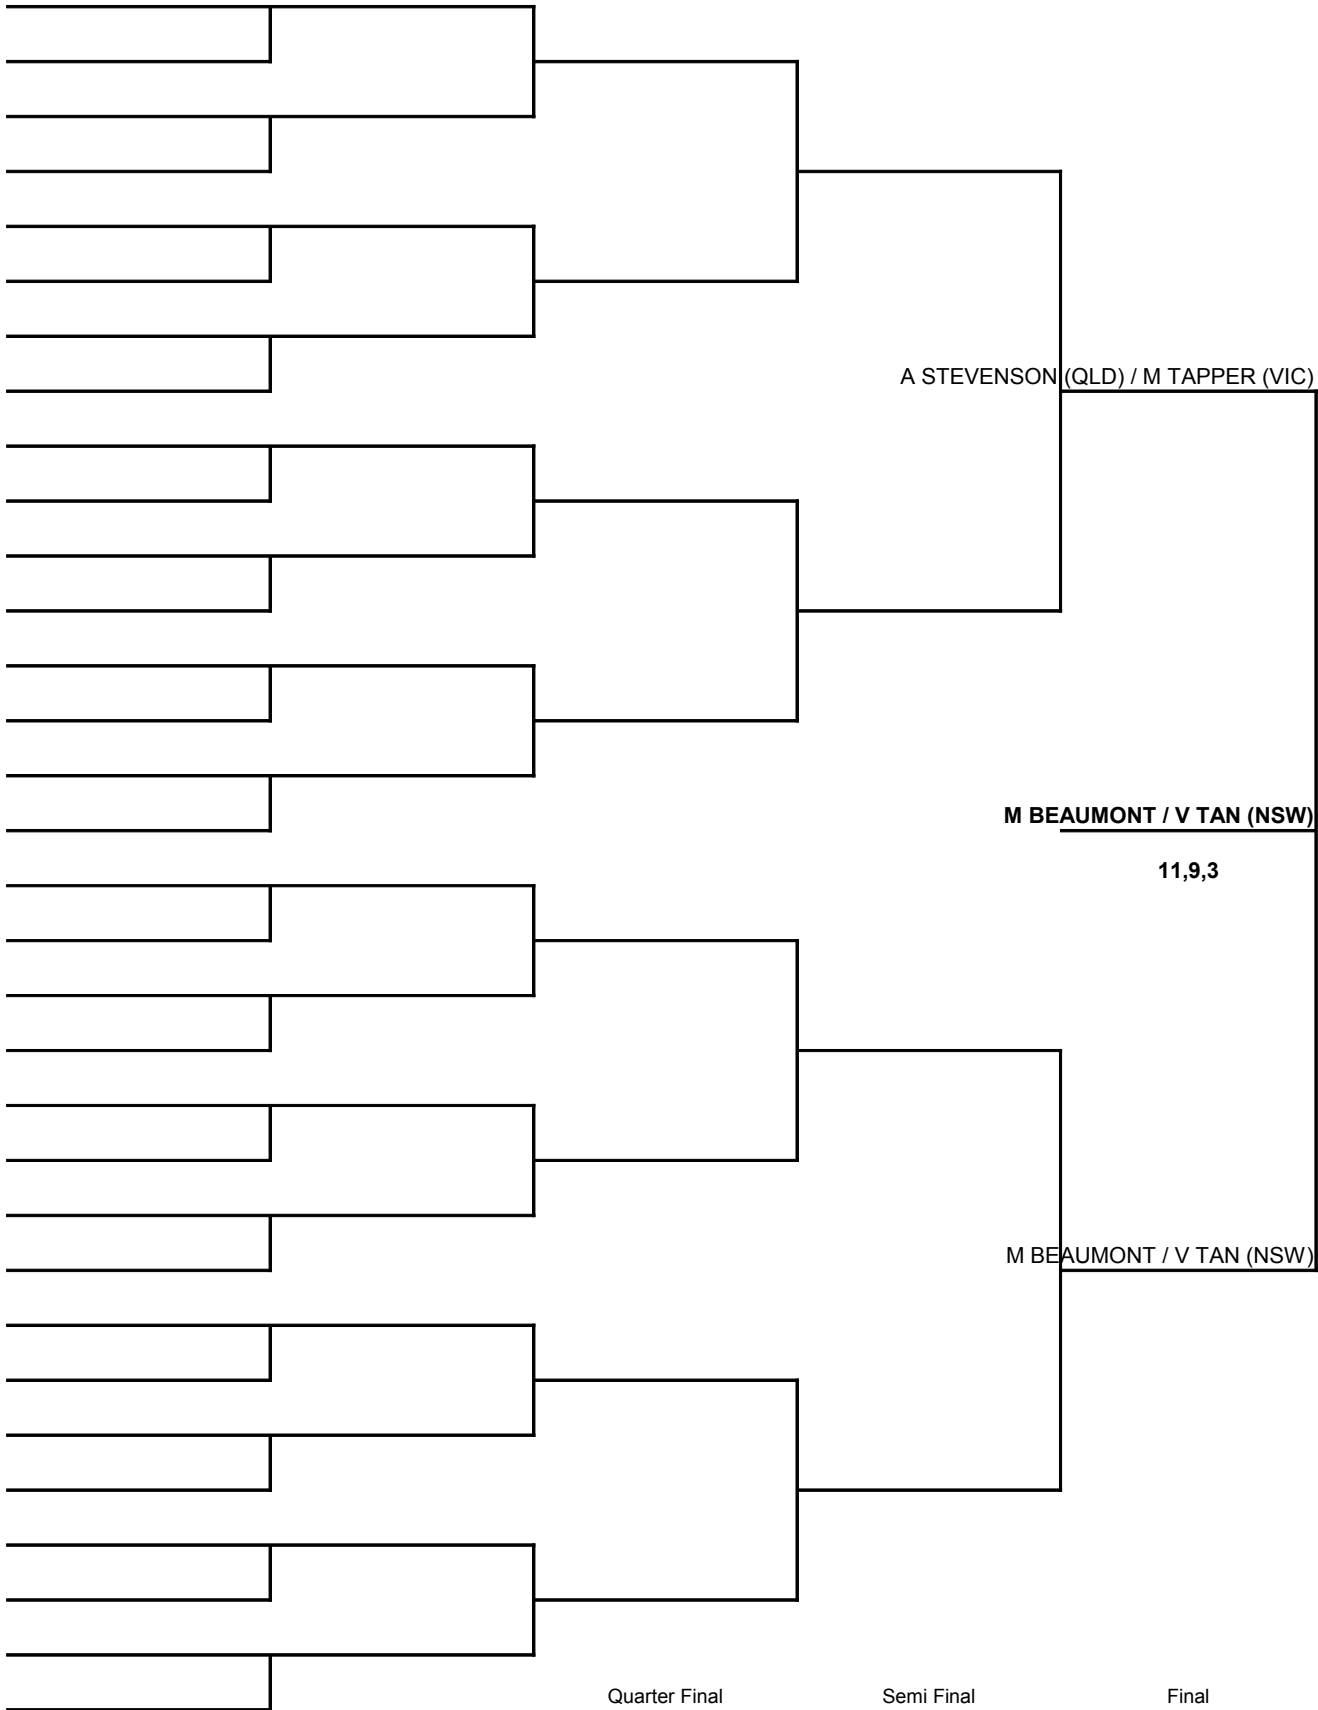 A STEVENSON (QLD) / M TAPPER (VIC)
M BEAUMONT / V TAN (NSW)
11,9,3
M BEAUMONT / V TAN (NSW)
Quarter Final Semi Final Final